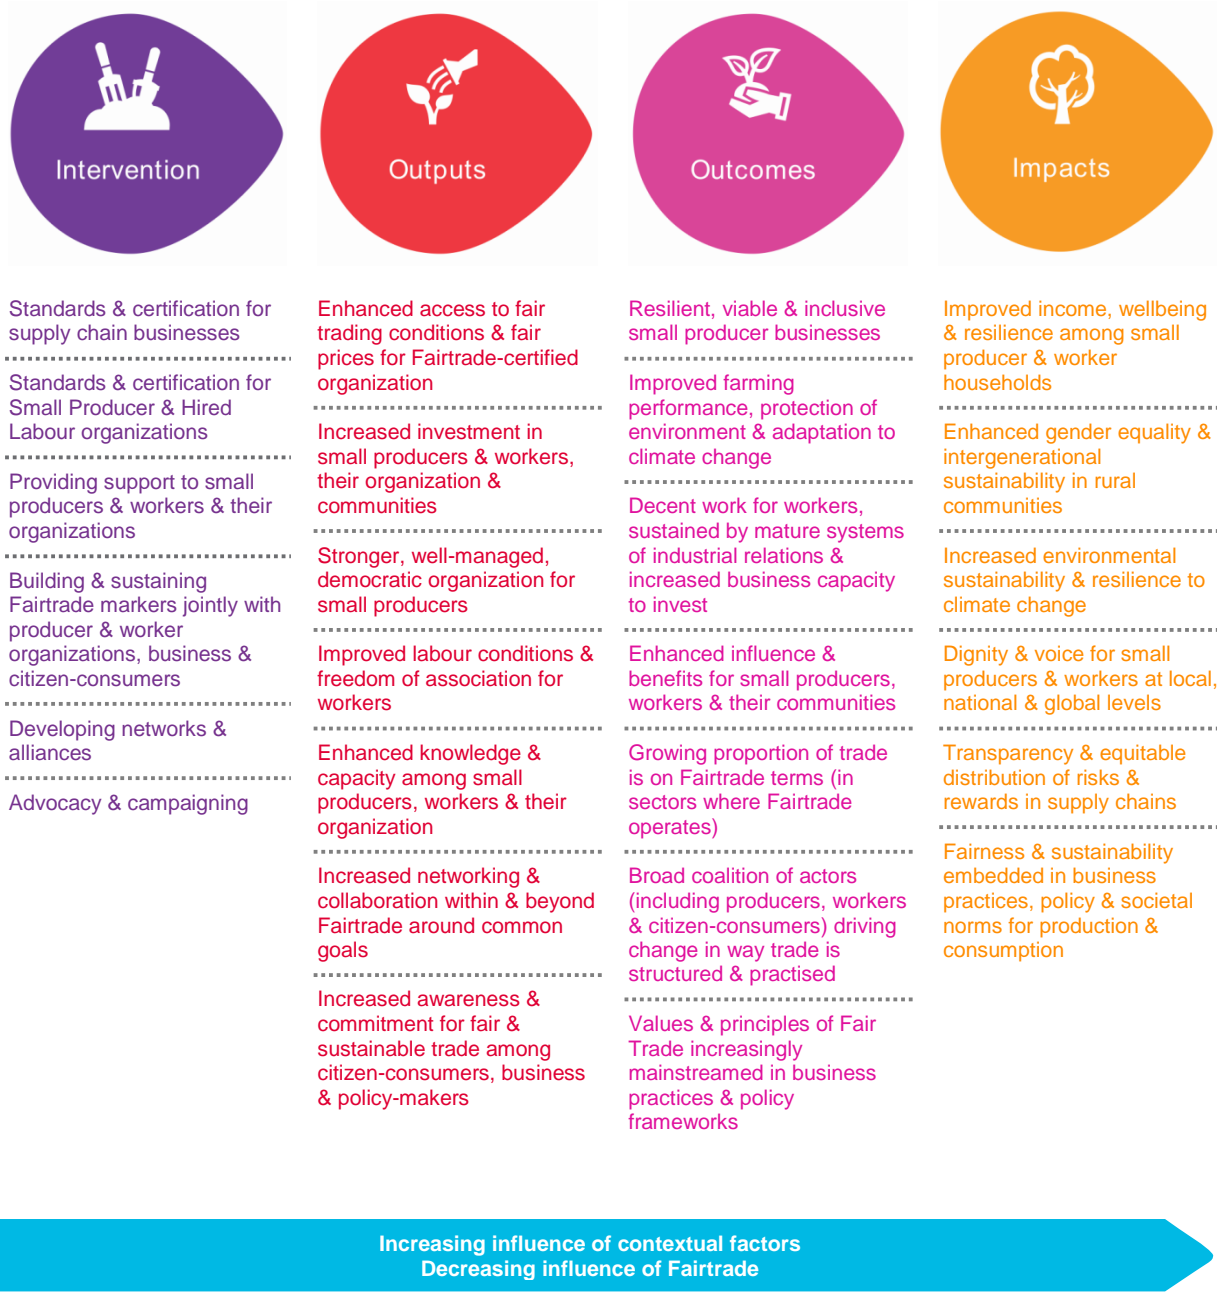 Intervention
Standards & certification for
supply chain businesses
Standards & certification for
Small Producer & Hired
Labour organizations
Providing support to small
producers & workers & their
organizations
Building & sustaining
Fairtrade markers jointly with
producer & worker
organizations, business &
citizen-consumers
Developing networks &
alliances
Advocacy & campaigning
Outputs
Enhanced access to fair
trading conditions & fair
prices for Fairtrade-certified
organization
Increased investment in
small producers & workers,
their organization &
communities
Stronger, well-managed,
democratic organization for
small producers
Improved labour conditions &
freedom of association for
workers
Enhanced knowledge &
capacity among small
producers, workers & their
organization
Increased networking &
collaboration within & beyond
Fairtrade around common
goals
Increased awareness &
commitment for fair &
sustainable trade among
citizen-consumers, business
& policy-makers
Outcomes
Resilient, viable & inclusive
small producer businesses
Improved farming
performance, protection of
environment & adaptation to
climate change
Decent work for workers,
sustained by mature systems
of industrial relations &
increased business capacity
to invest
Enhanced influence &
benefits for small producers,
workers & their communities
Growing proportion of trade
is on Fairtrade terms (in
sectors where Fairtrade
operates)
Broad coalition of actors
(including producers, workers
& citizen-consumers) driving
change in way trade is
structured & practised
Values & principles of Fair
Trade increasingly
mainstreamed in business
practices & policy
frameworks
Impacts
Improved income, wellbeing
& resilience among small
producer & worker
households
Enhanced gender equality &
intergenerational
sustainability in rural
communities
Increased environmental
sustainability & resilience to
climate change
Dignity & voice for small
producers & workers at local,
national & global levels
Transparency & equitable
distribution of risks &
rewards in supply chains
Fairness & sustainability
embedded in business
practices, policy & societal
norms for production &
consumption
Increasing influence of contextual factors
Decreasing influence of Fairtrade